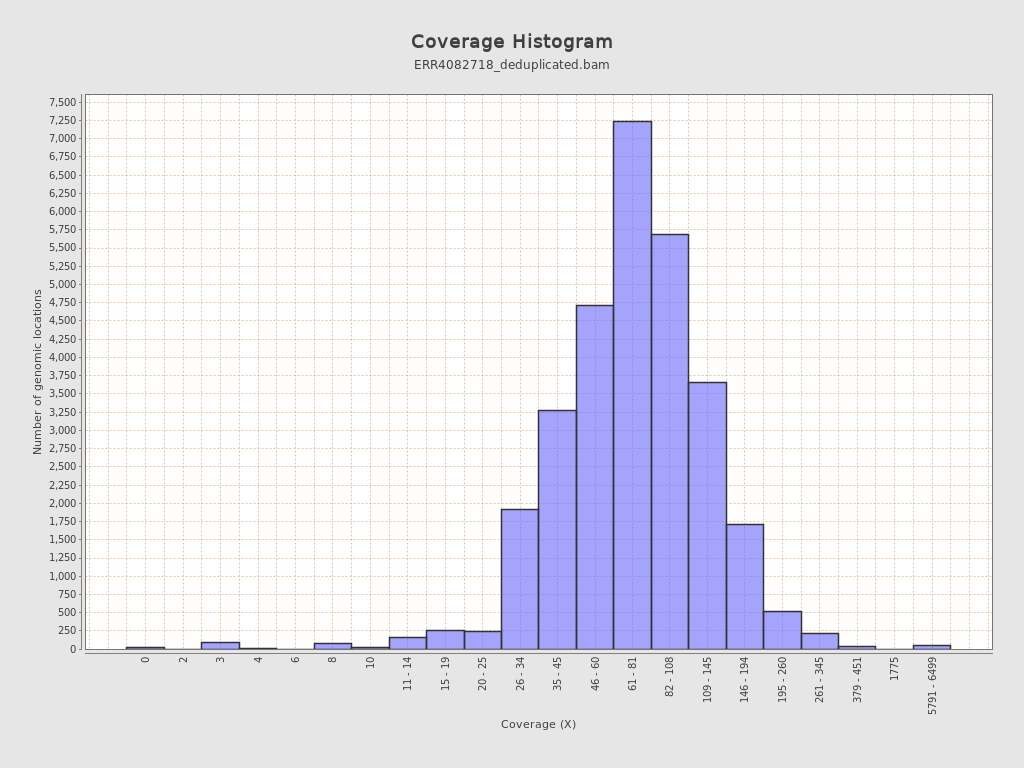 Coverage Histogram
ERR4082718_deduplicated.bam
Number of genomic locations
7,500
7,250
7,000
6,750
6,500
6,250
6,000
5,750
5,500
5,250
5,000
4,750
4,500
4,250
4,000
3,750
3,500
3,250
3,000
2,750
2,500
2,250
2,000
1,750
1,500
1,250
1,000
750
500
250
0
0
2
3
4
6
8
10
11 - 14
15 - 19
20 - 25
26 - 34
35 - 45
46 - 60
61 - 81
82 - 108
109 - 145
146 - 194
195 - 260
261 - 345
379 - 451
1775
5791 - 6499
Coverage (X)